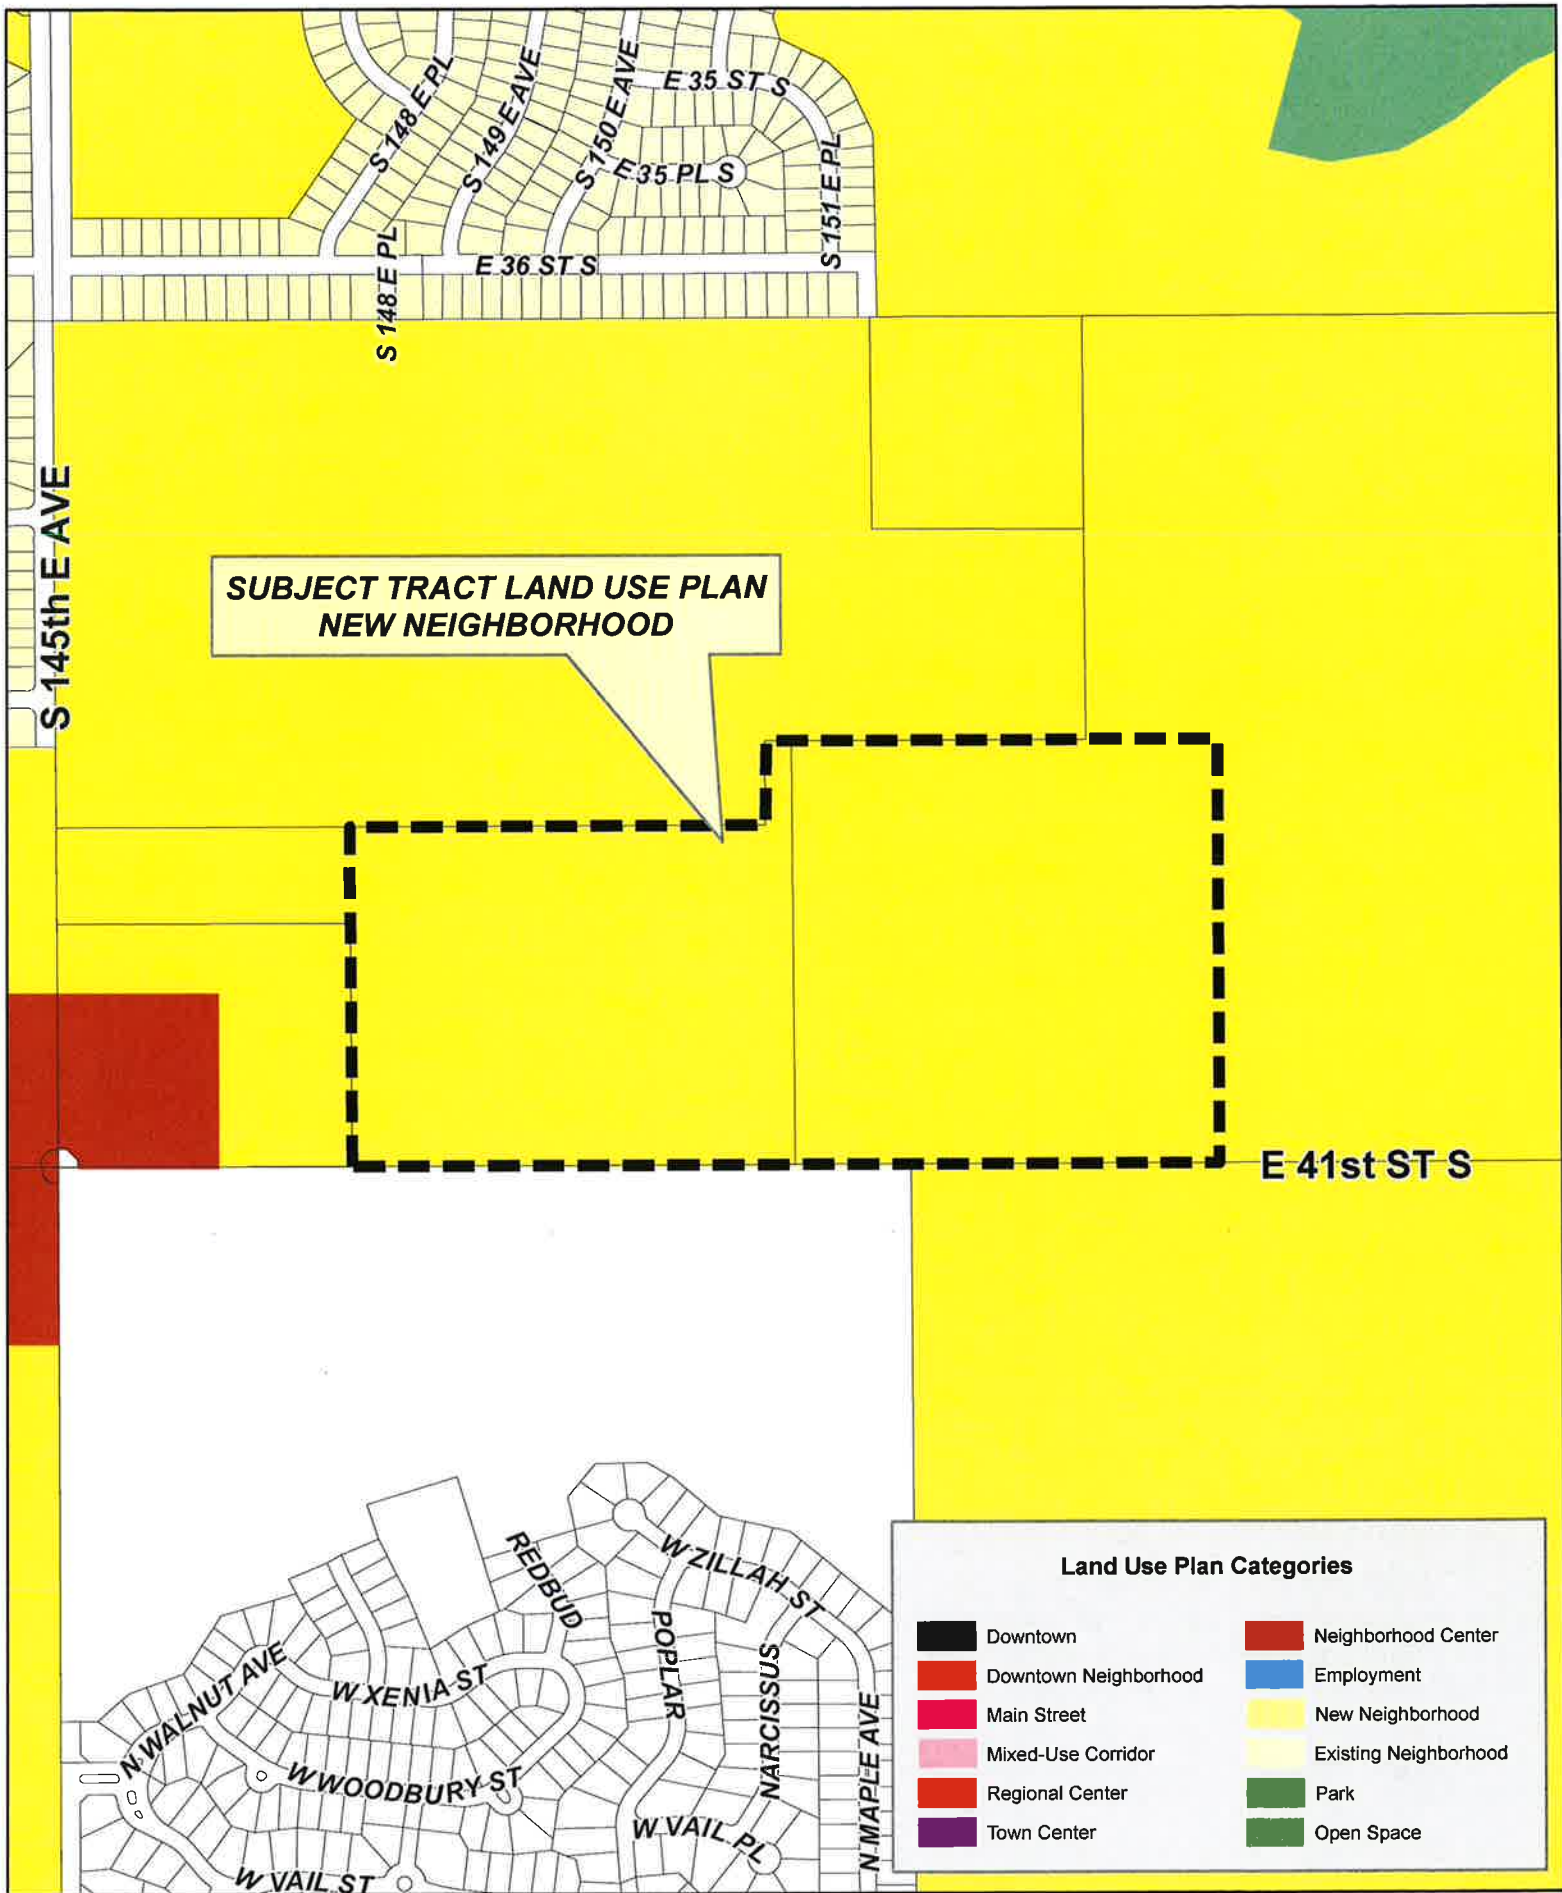 S 148 E PL
S 149 E AVE
S 150 E AVE
E 35 ST S
E 35 PL S
S 151 E PL
S 148 E PL
E 36 ST S
S 145th E AVE
SUBJECT TRACT LAND USE PLAN
NEW NEIGHBORHOOD
E 41st ST S
REDBUD
W ZILLAH ST
POPLAR
NARCISSUS
N MAPLE AVE
N WALNUT AVE
W XENIA ST
W WOODBURY ST
W VAIL PL
W VAIL ST
Land Use Plan Categories
Downtown
Downtown Neighborhood
Main Street
Mixed-Use Corridor
Regional Center
Town Center
Neighborhood Center
Employment
New Neighborhood
Existing Neighborhood
Park
Open Space